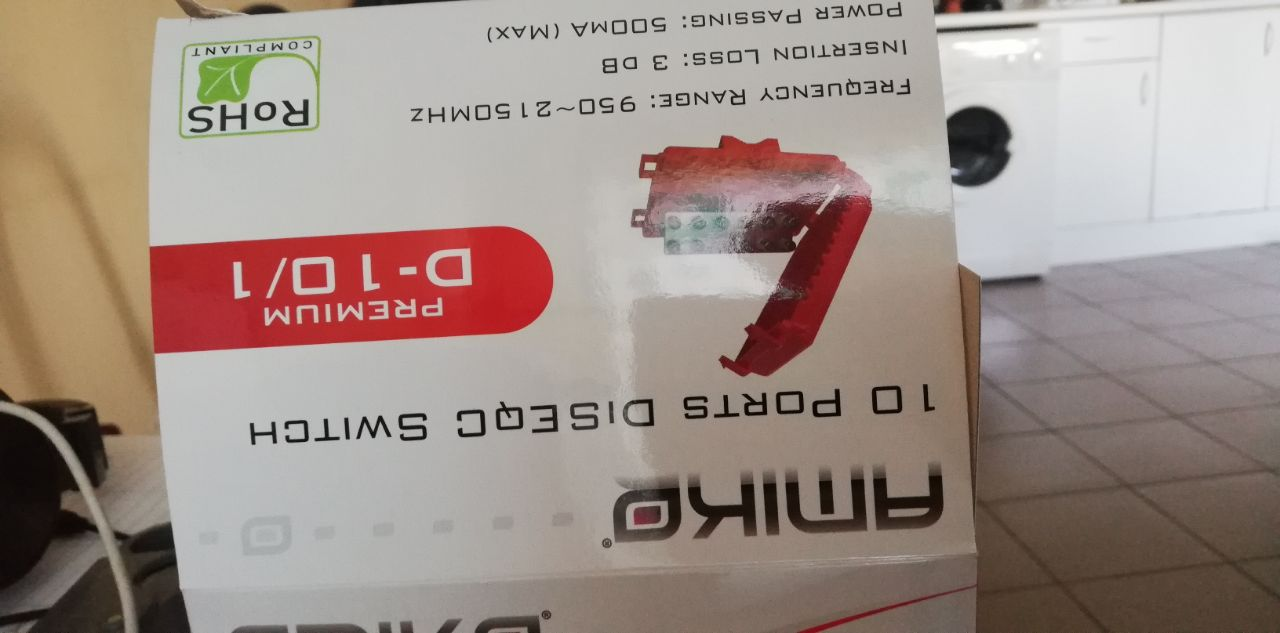 AMIKO®
10 PORTS DISEQC SWITCH
PREMIUM
D-10/1
FREQUENCY RANGE: 950~2150MHZ
INSERTION LOSS: 3 DB
POWER PASSING: 500MA (MAX)
RoHS
COMPLIANT